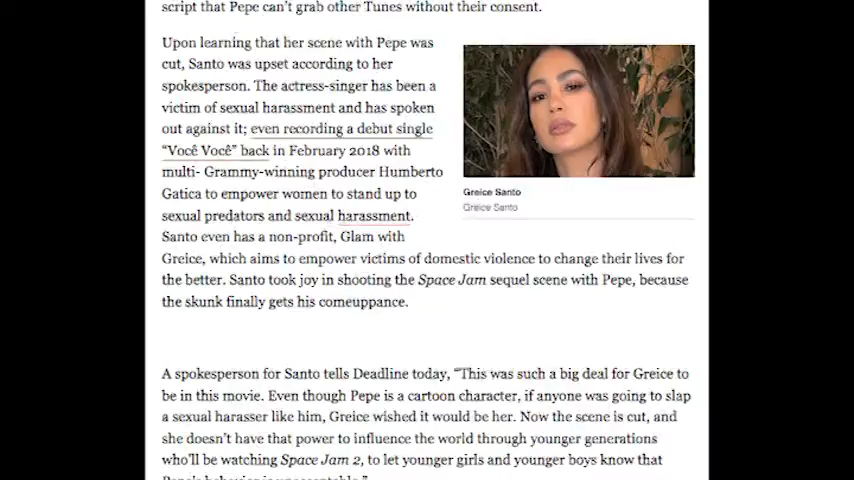 script that Pepe can't grab other Tunes without their consent.
Upon learning that her scene with Pepe was
cut, Santo was upset according to her
spokesperson. The actress-singer has been a
victim of sexual harassment and has spoken
out against it; even recording a debut single
“Você Você” back in February 2018 with
multi- Grammy-winning producer Humberto
Gatica to empower women to stand up to
sexual predators and sexual harassment.
Santo even has a non-profit, Glam with
Greice, which aims to empower victims of domestic violence to change their lives for
the better. Santo took joy in shooting the Space Jam sequel scene with Pepe, because
the skunk finally gets his comeuppance.
Greice Santo
Greice Santo
A spokesperson for Santo tells Deadline today, “This was such a big deal for Greice to
be in this movie. Even though Pepe is a cartoon character, if anyone was going to slap
a sexual harasser like him, Greice wished it would be her. Now the scene is cut, and
she doesn't have that power to influence the world through younger generations
who'll be watching Space Jam 2, to let younger girls and younger boys know that